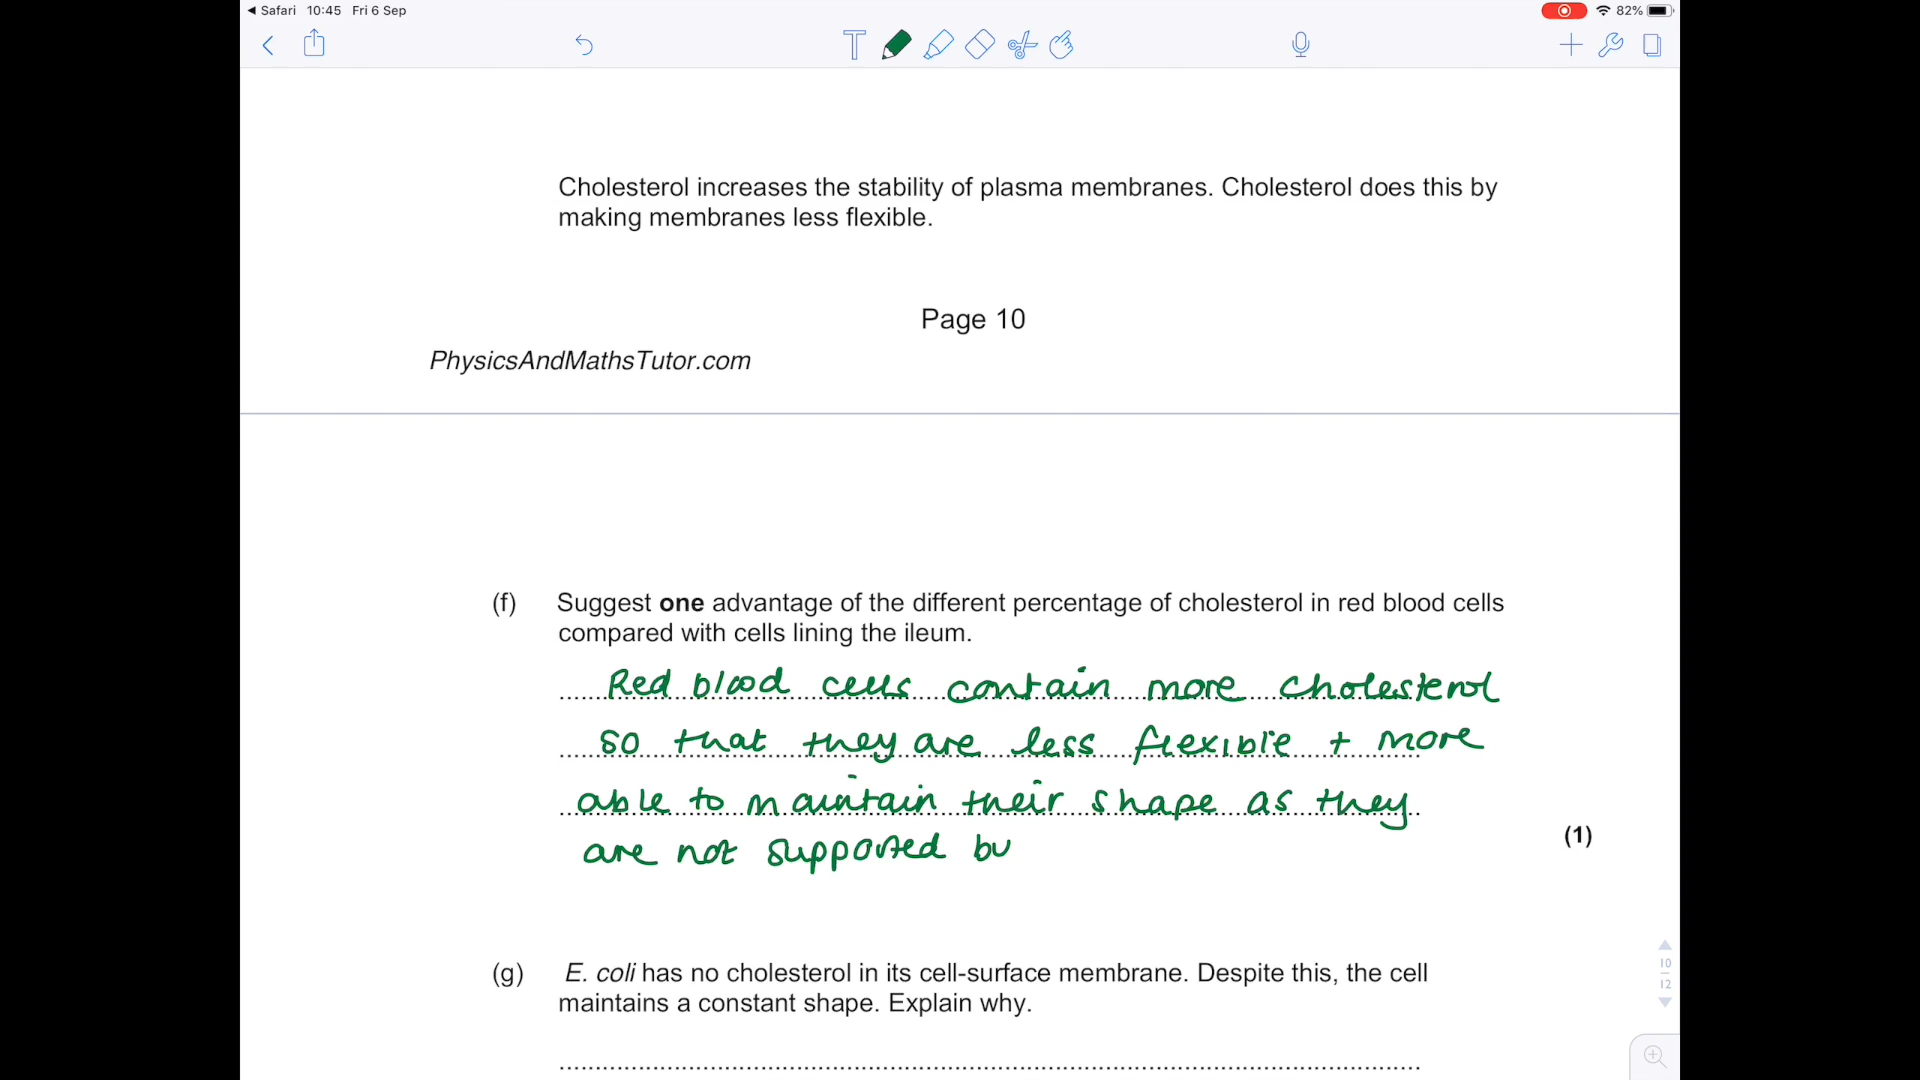 Safari 10:45 Fri 6 Sep 82%
T
Cholesterol increases the stability of plasma membranes. Cholesterol does this by
making membranes less flexible.
Page 10
PhysicsAndMathsTutor.com
(f) Suggest one advantage of the different percentage of cholesterol in red blood cells
compared with cells lining the ileum.
Red blood cells contain more cholesterol
so that they are less flexible + more
able to maintain their shape as they
are not supported bu
(1)
(g) E. coli has no cholesterol in its cell-surface membrane. Despite this, the cell
maintains a constant shape. Explain why.
10
12